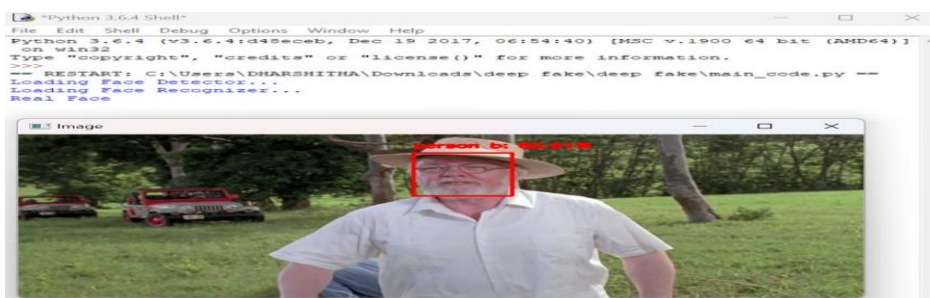 *Python 3.6.4 Shell*
File Edit Shell Debug Options Window Help
Python 3.6.4 (v3.6.4:d48eceb, Dec 19 2017, 06:54:40) [MSC v.1900 64 bit (AMD64)]
on win32
Type "copyright", "credits" or "license()" for more information.
>>>
== RESTART: C:\Users\DHARSHITHA\Downloads\deep fake\deep fake\main_code.py ==
Loading Face Detector...
Loading Face Recognizer...
Real Face
Image
person b: